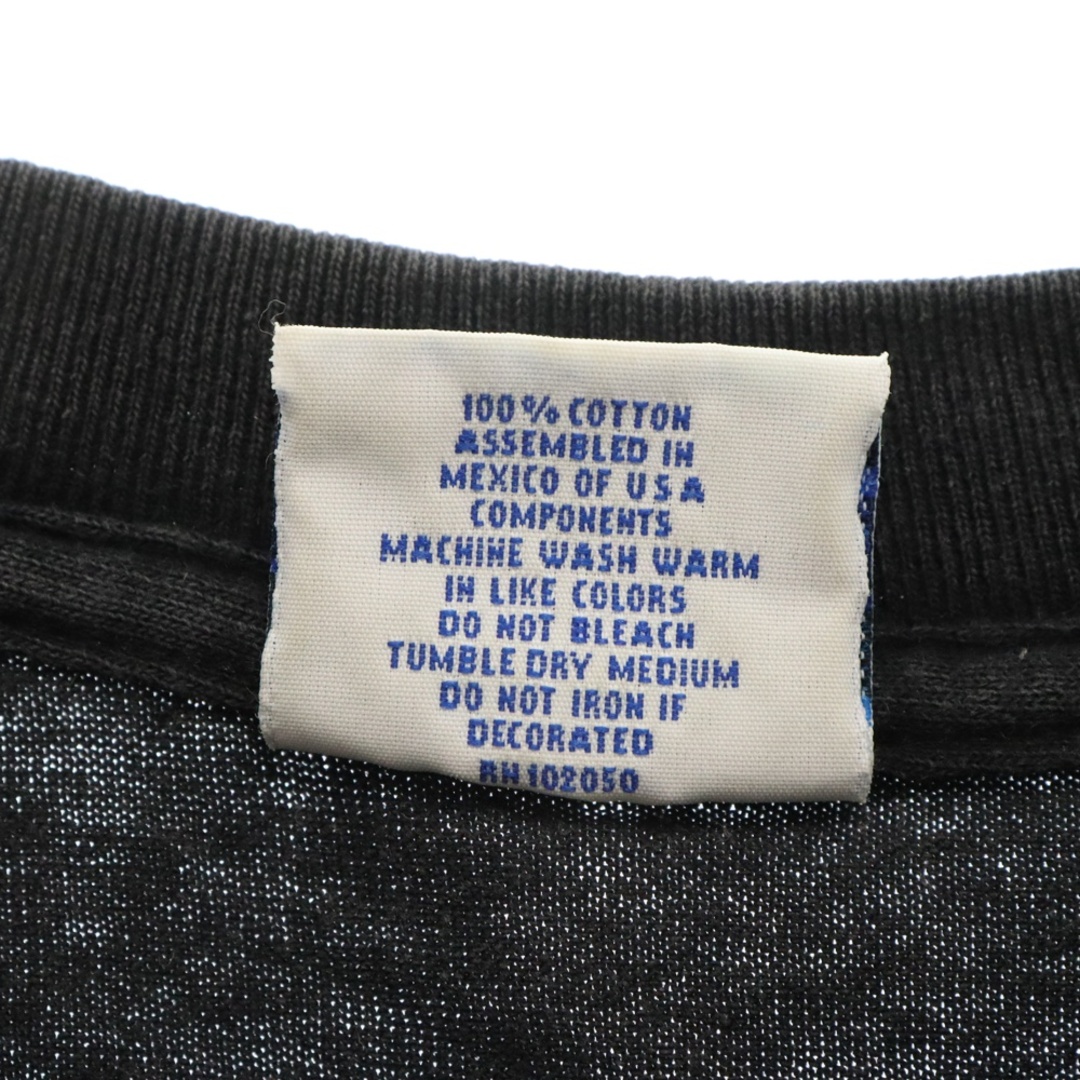 100% COTTON
ASSEMBLED IN
MEXICO OF USA
COMPONENTS
MACHINE WASH WARM
IN LIKE COLORS
DO NOT BLEACH
TUMBLE DRY MEDIUM
DO NOT IRON IF
DECORATED
RN 102050